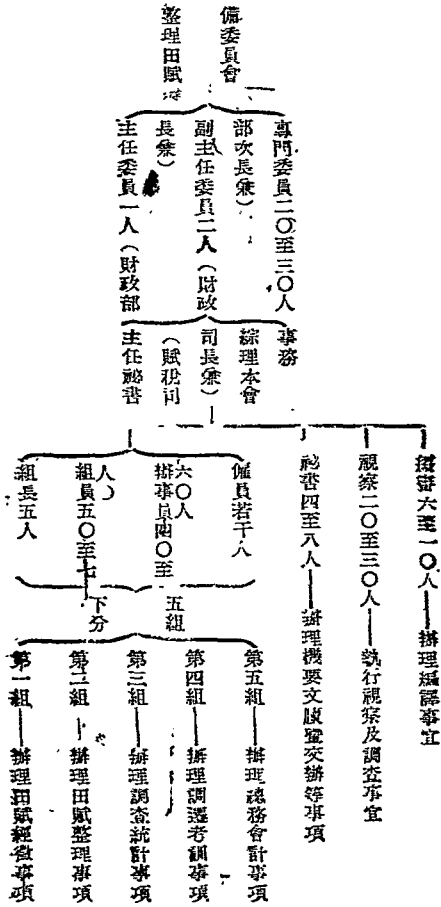 整理田賦籌
備委員會
主任委員一人（財政部
長兼）
副主任委員二人（財政
部次長兼）
專門委員二〇至三〇人
主任祕書
（賦稅司
司長兼）
綜理本會
事務
組長五人
組員五〇至七
人
辦事員四〇至
六〇人
僱員若干人
下分
五組
第一組——辦理田賦經徵事項
第二組——辦理田賦整理事項
第三組——辦理調查統計事項
第四組——辦理調遷考訓事項
第五組——辦理總務會計事項
祕書四至八人——辦理機要文牘暨交辦等事項
視察二〇至三〇人——執行視察及調查事宜
編審六至一〇人——辦理編譯事宜